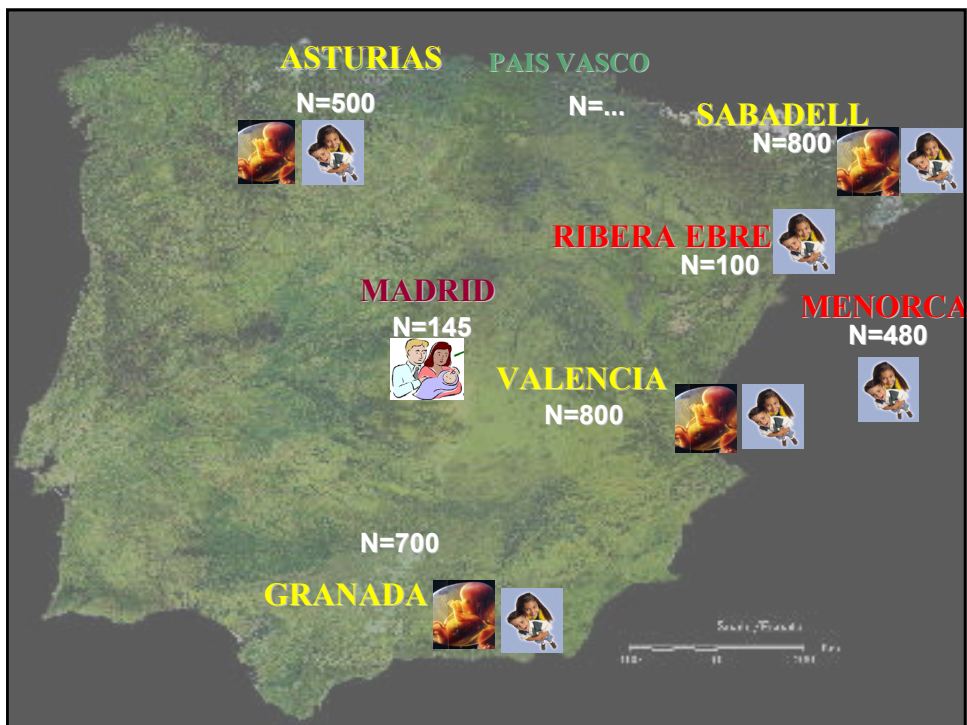 ASTURIAS
PAIS VASCO
N=500
N=...
SABADELL
N=800
RIBERA EBRE
N=100
MADRID
MENORCA
N=145
N=480
VALENCIA
N=800
N=700
GRANADA